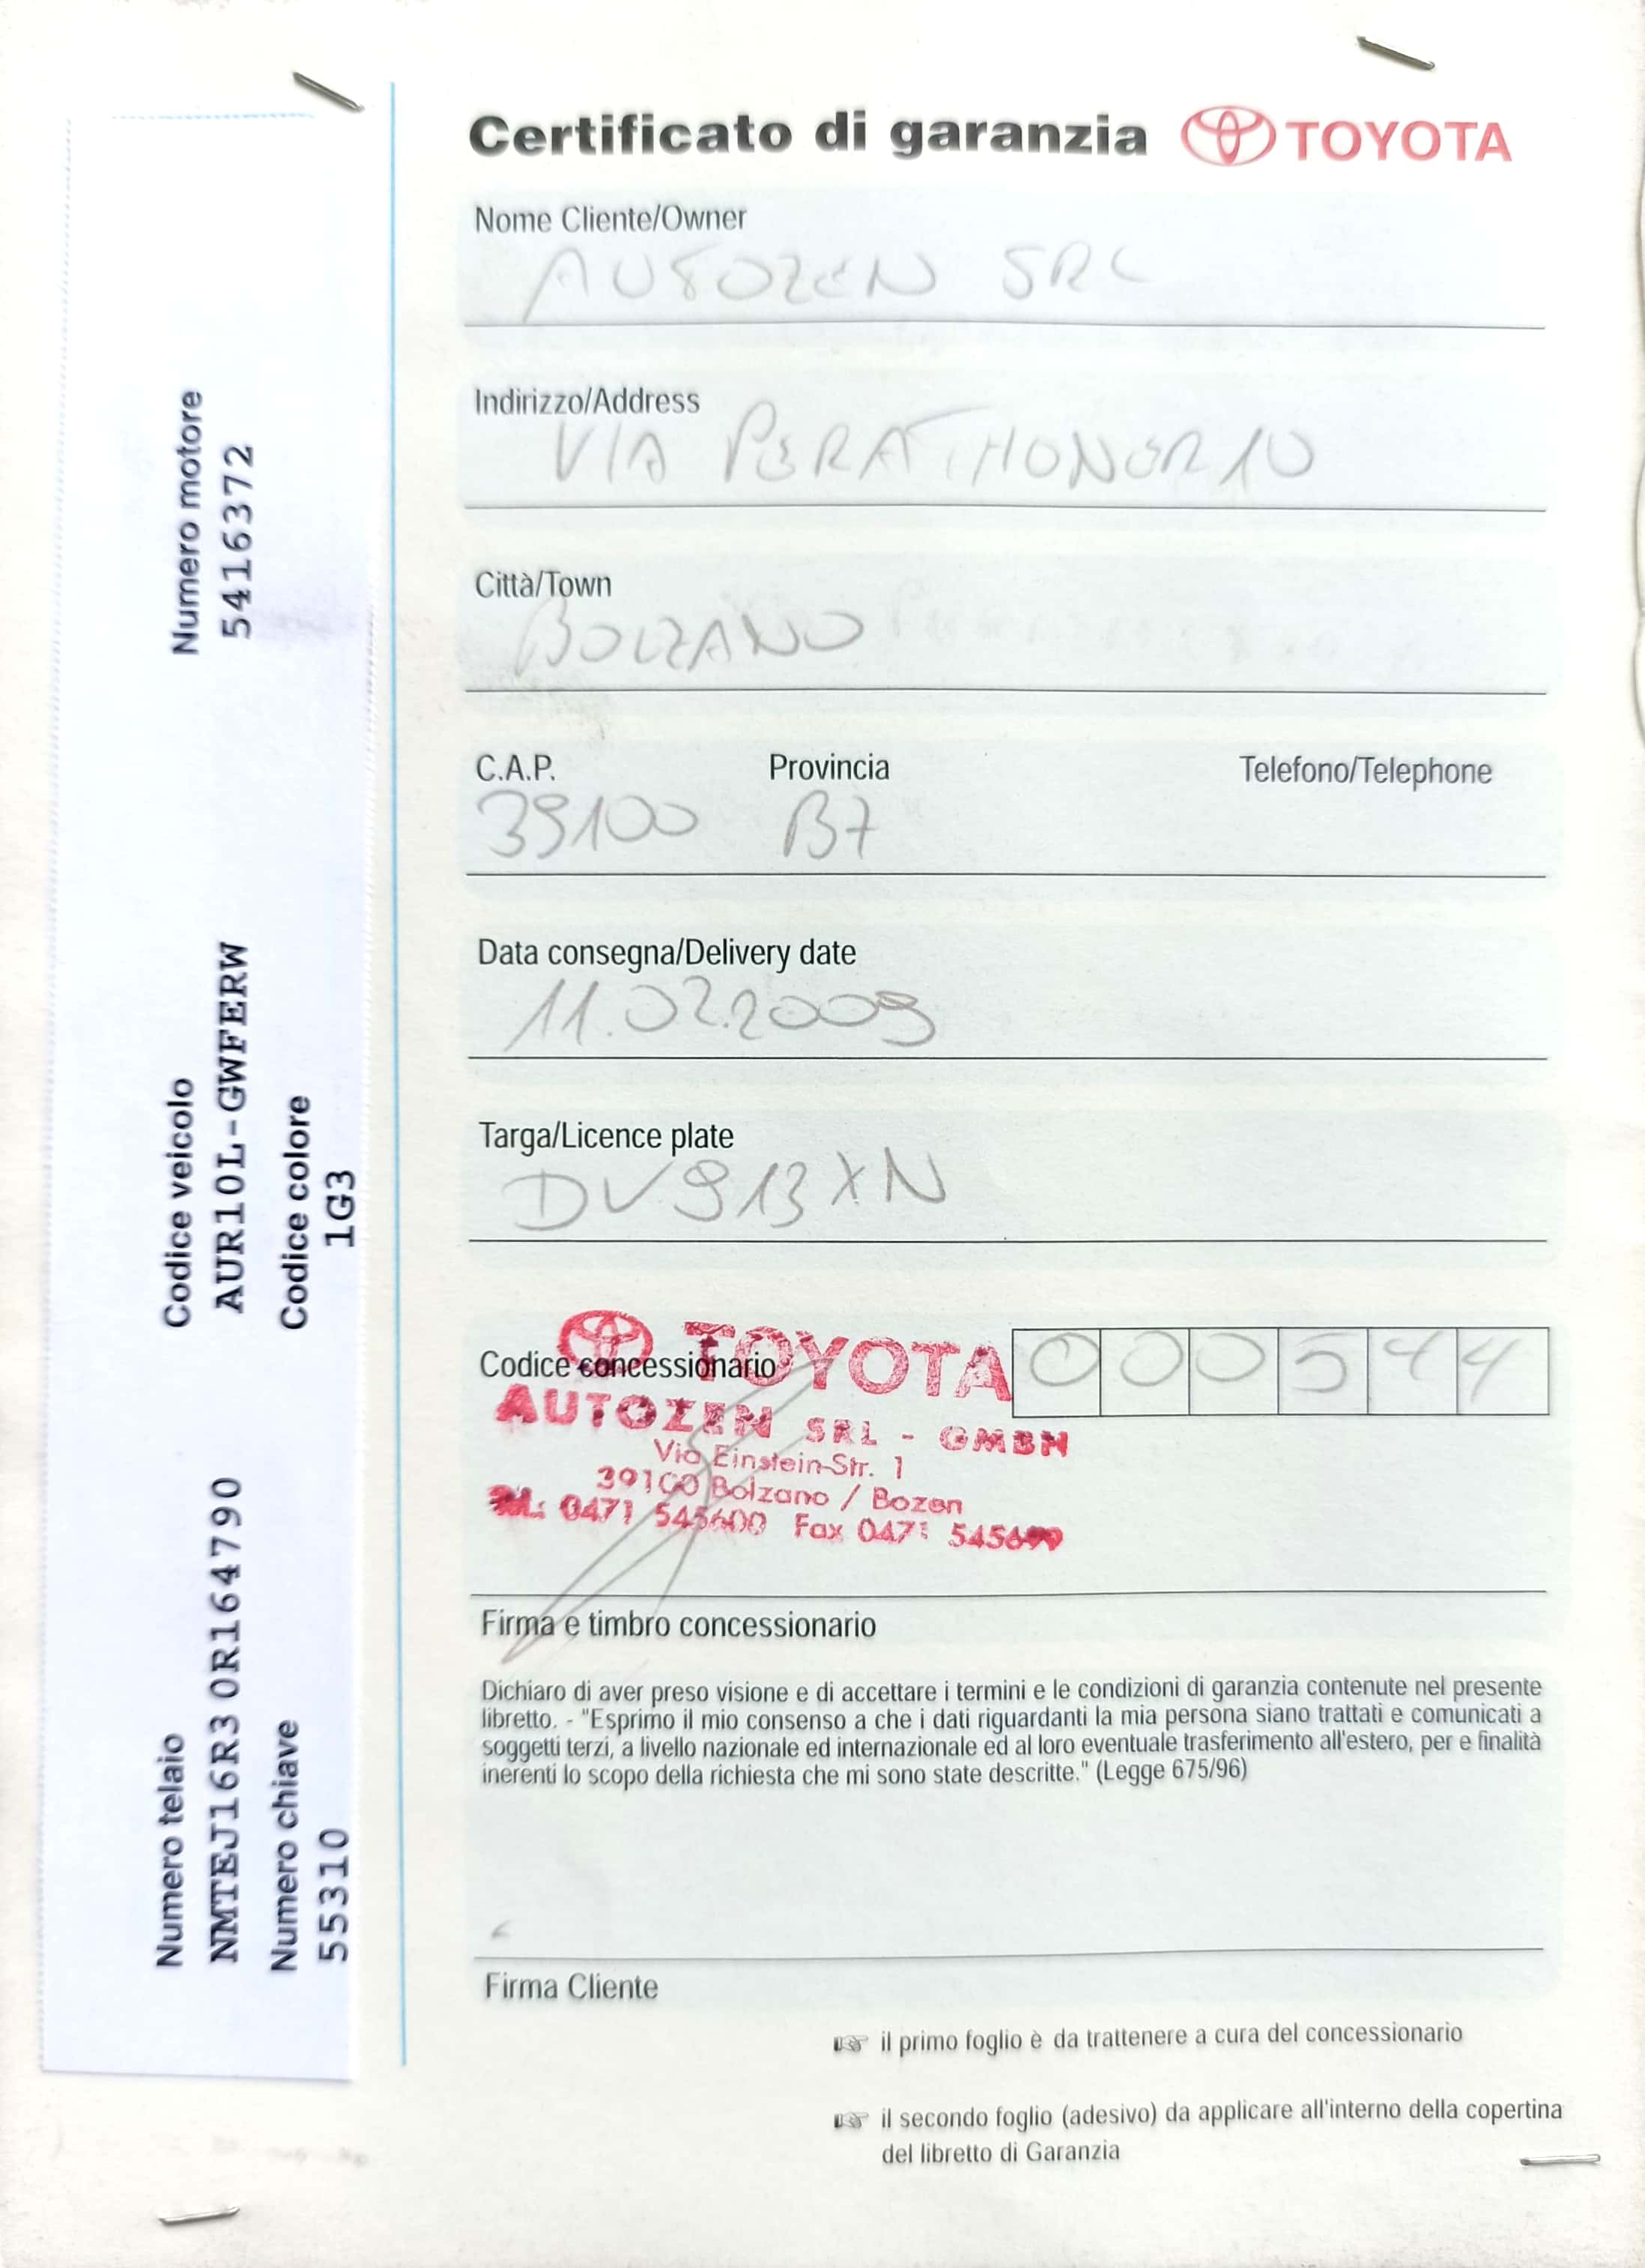 Certificato di garanzia TOYOTA
Nome Cliente/Owner
AUTOZEN SRL
Indirizzo/Address
VIA PERATHONER 10
Città/Town
BOLZANO
C.A.P. Provincia Telefono/Telephone
39100 BZ
Data consegna/Delivery date
11.02.2009
Targa/Licence plate
DV913XN
Codice concessionario 000544
TOYOTA
AUTOZEN SRL - GMBH
Via Einstein-Str. 1
39100 Bolzano / Bozen
Tel.: 0471 545600 Fax 0471 545699
Firma e timbro concessionario
Dichiaro di aver preso visione e di accettare i termini e le condizioni di garanzia contenute nel presente
libretto. - "Esprimo il mio consenso a che i dati riguardanti la mia persona siano trattati e comunicati a
soggetti terzi, a livello nazionale ed internazionale ed al loro eventuale trasferimento all'estero, per e finalità
inerenti lo scopo della richiesta che mi sono state descritte." (Legge 675/96)
Firma Cliente
☞ il primo foglio è da trattenere a cura del concessionario
☞ il secondo foglio (adesivo) da applicare all'interno della copertina
del libretto di Garanzia
Numero telaio Codice veicolo Numero motore
NMTEJ16R30R164790 AUR10L-GWFERW 5416372
Numero chiave Codice colore
55310 1G3